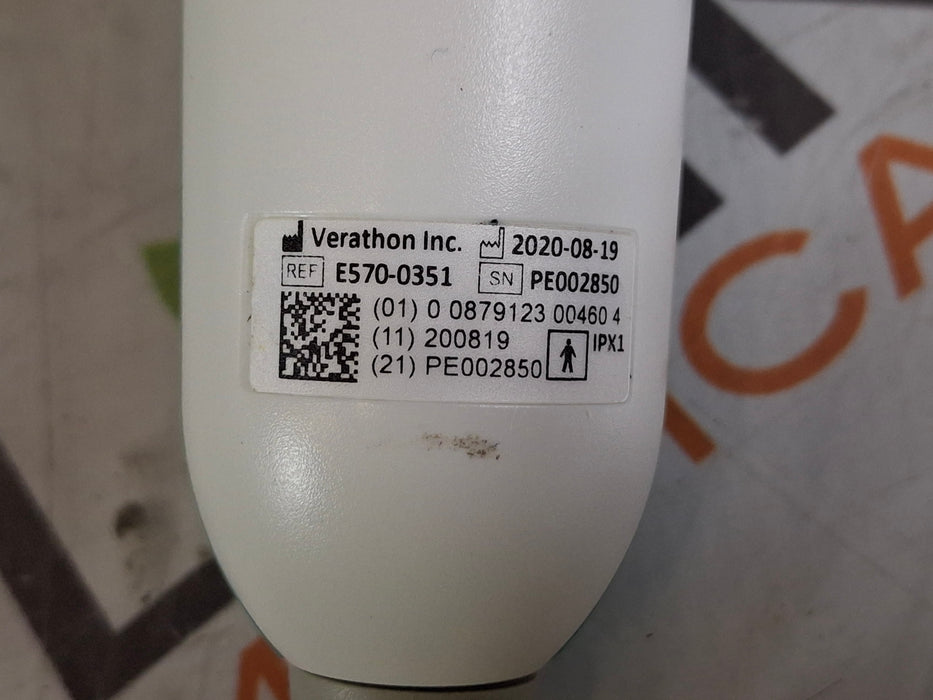 Verathon Inc. 2020-08-19
REF E570-0351 SN PE002850
(01) 0 0879123 00460 4
(11) 200819
IPX1
(21) PE002850
ICA